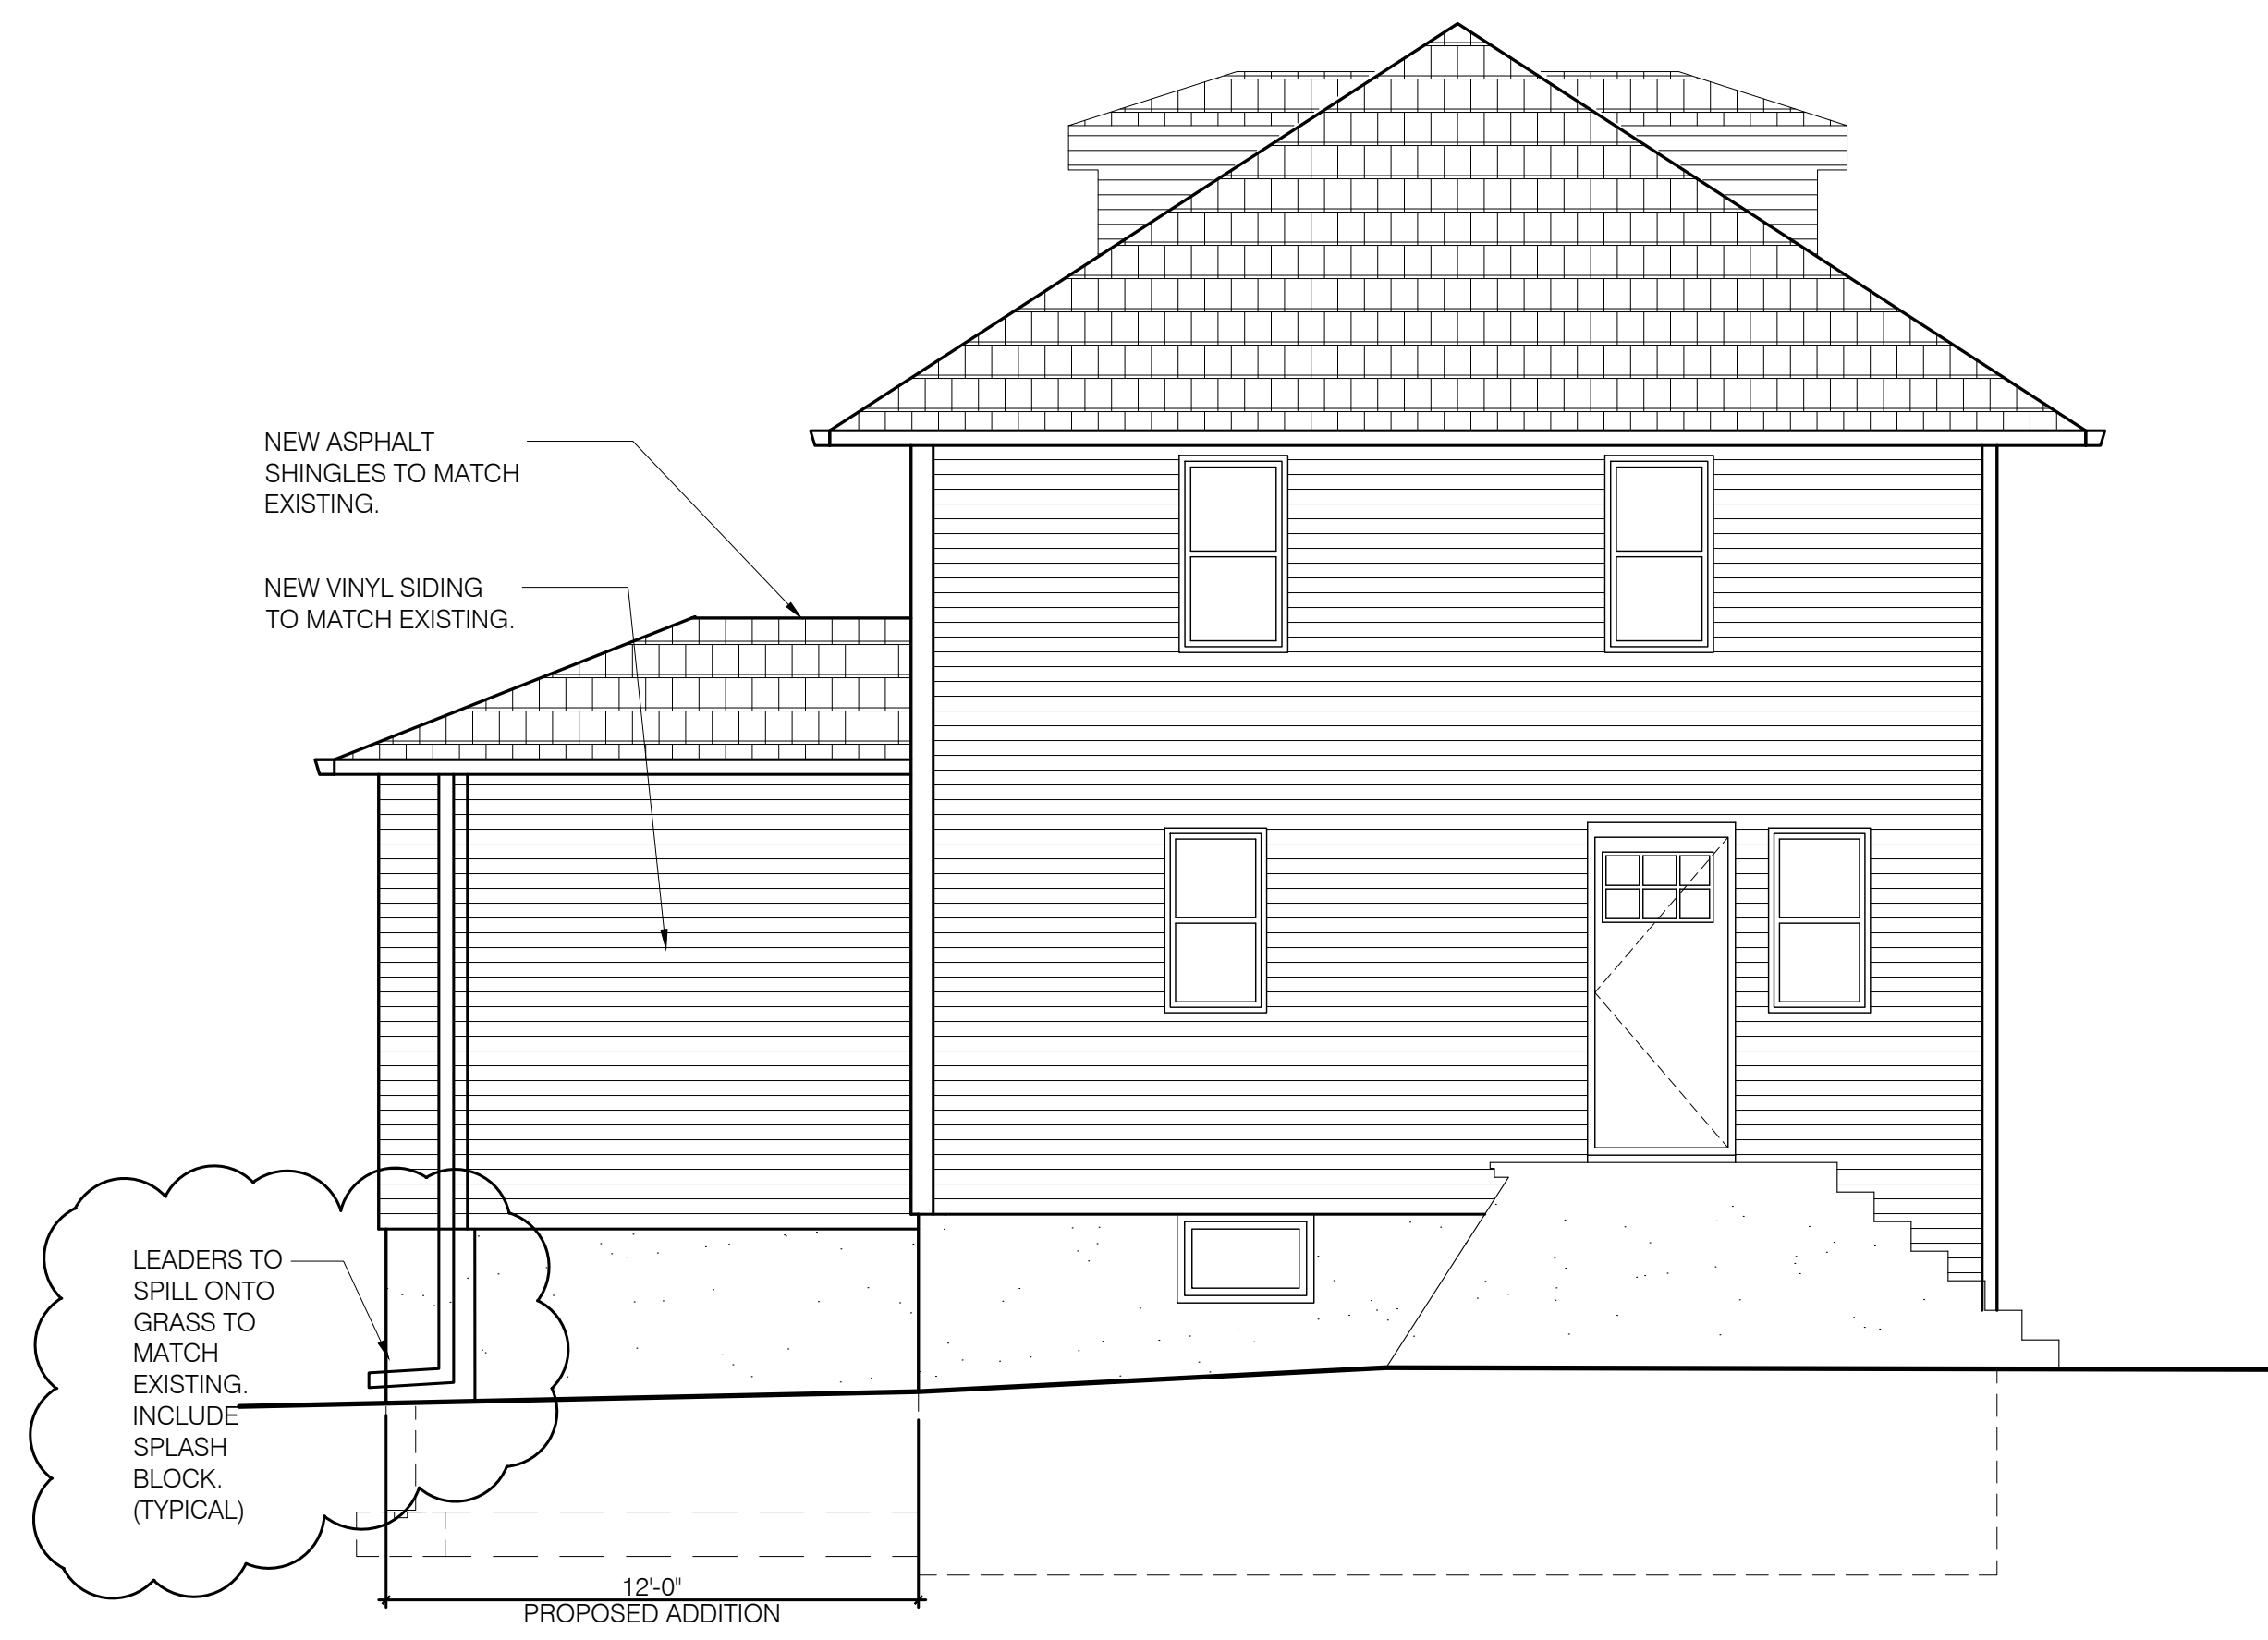 NEW ASPHALT
SHINGLES TO MATCH
EXISTING.
NEW VINYL SIDING
TO MATCH EXISTING.
LEADERS TO
SPILL ONTO
GRASS TO
MATCH
EXISTING.
INCLUDE
SPLASH
BLOCK.
(TYPICAL)
12'-0"
PROPOSED ADDITION